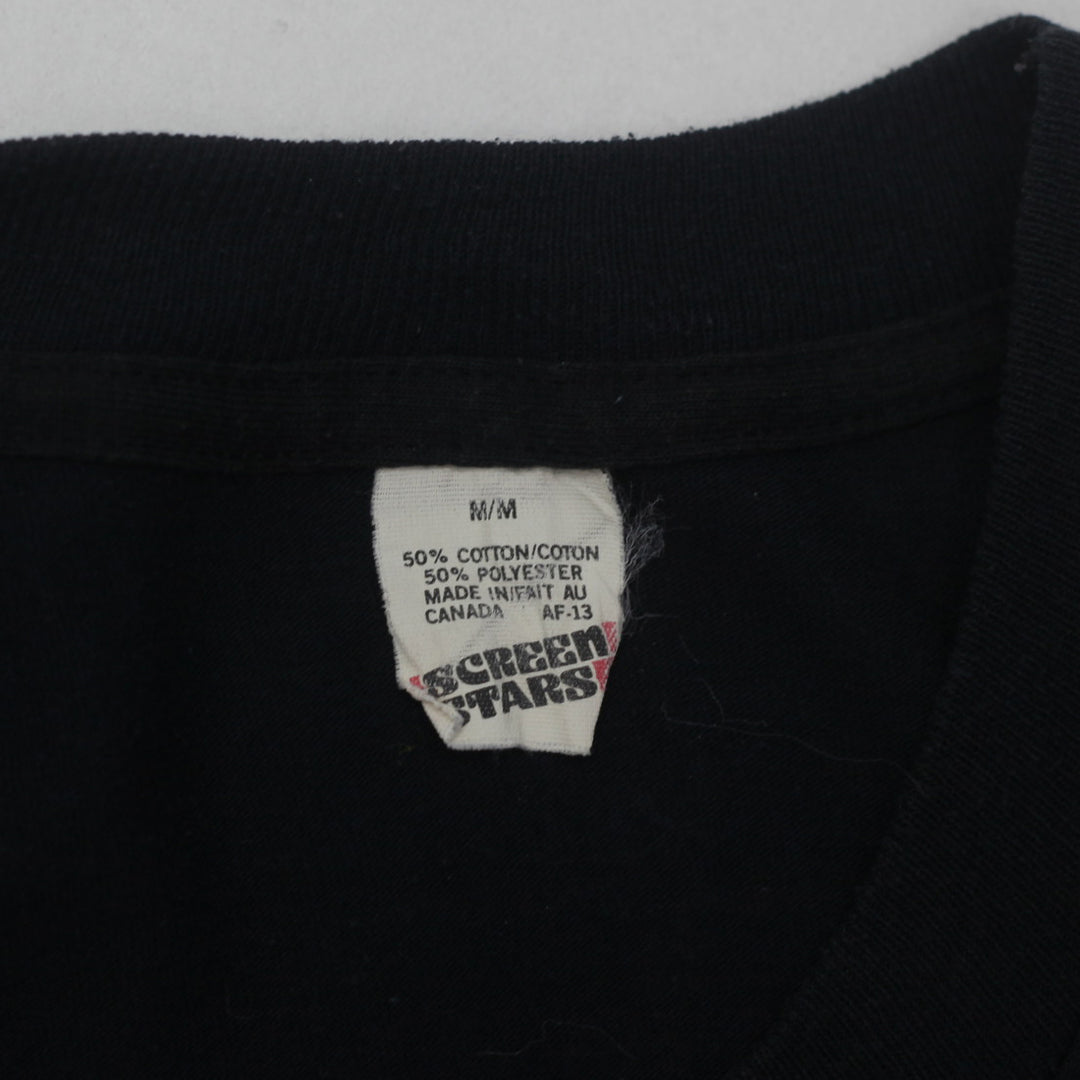 M/M
50% COTTON/COTON
50% POLYESTER
MADE IN/FAIT AU
CANADA AF-13
SCREEN
STARS